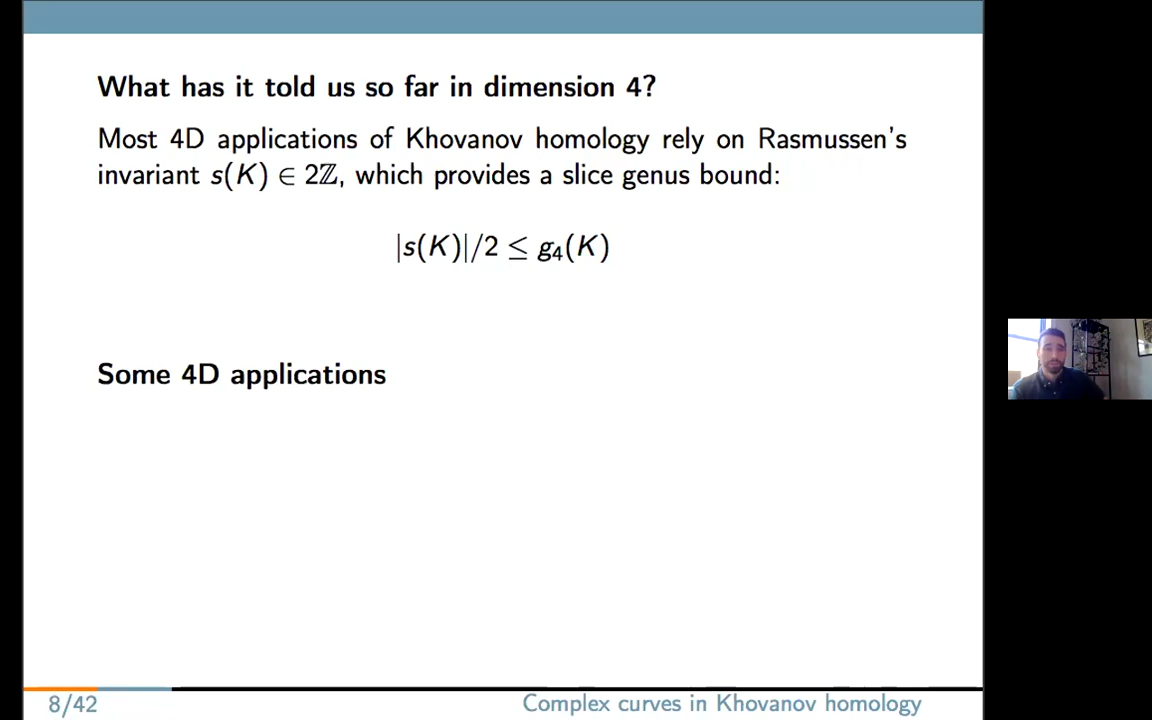 What has it told us so far in dimension 4?
Most 4D applications of Khovanov homology rely on Rasmussen's
invariant s(K) ∈ 2ℤ, which provides a slice genus bound:
|s(K)|/2 ≤ g₄(K)
Some 4D applications
8/42
Complex curves in Khovanov homology